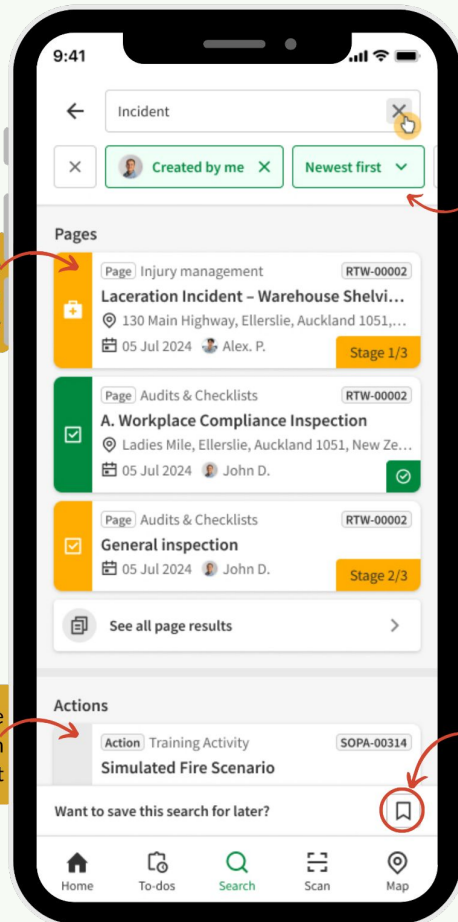 9:41
Incident
Created by me
Newest first
Pages
Page Injury management RTW-00002
Laceration Incident – Warehouse Shelvi...
130 Main Highway, Ellerslie, Auckland 1051,...
05 Jul 2024 Alex. P. Stage 1/3
Page Audits & Checklists RTW-00002
A. Workplace Compliance Inspection
Ladies Mile, Ellerslie, Auckland 1051, New Ze...
05 Jul 2024 John D.
Page Audits & Checklists RTW-00002
General inspection
05 Jul 2024 John D. Stage 2/3
See all page results
Actions
Action Training Activity SOPA-00314
Simulated Fire Scenario
Want to save this search for later?
Home To-dos Search Scan Map